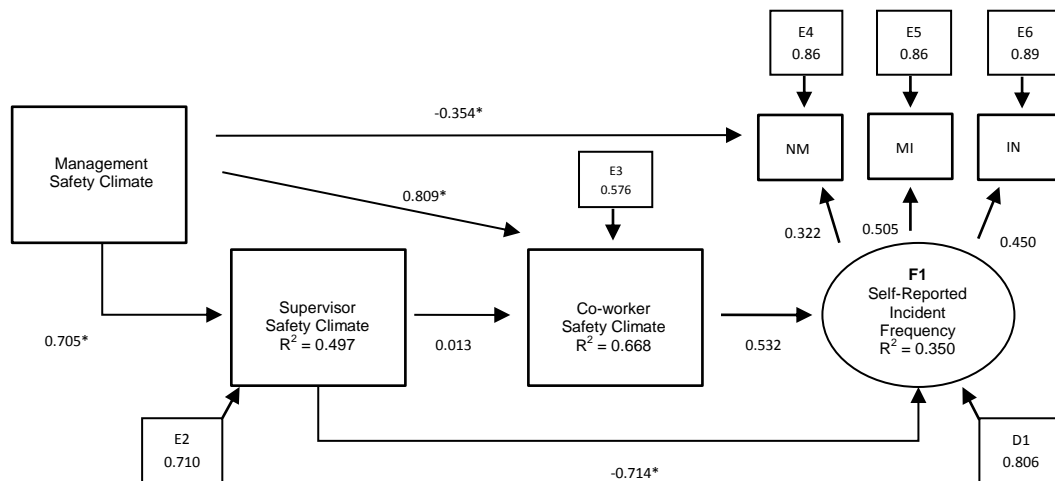 E4
0.86
E5
0.86
E6
0.89
-0.354*
Management
Safety Climate
NM
MI
IN
E3
0.576
0.809*
0.322
0.505
0.450
F1
Self-Reported
Incident
Frequency
R² = 0.350
Supervisor
Safety Climate
R² = 0.497
Co-worker
Safety Climate
R² = 0.668
0.705*
0.013
0.532
E2
0.710
D1
0.806
-0.714*